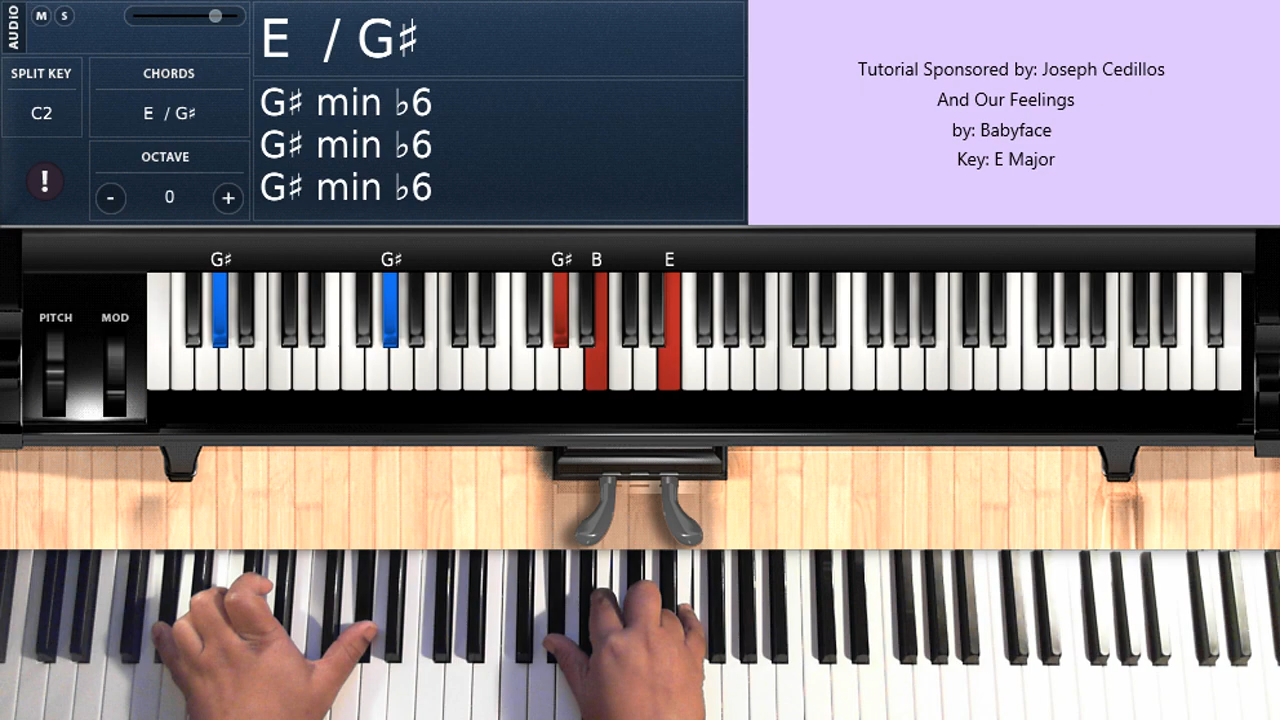 AUDIO
M S
SPLIT KEY
C2
!
CHORDS
E / G♯
OCTAVE
- 0 +
E / G♯
G♯ min ♭6
G♯ min ♭6
G♯ min ♭6
Tutorial Sponsored by: Joseph Cedillos
And Our Feelings
by: Babyface
Key: E Major
G♯ G♯ G♯ B E
PITCH MOD